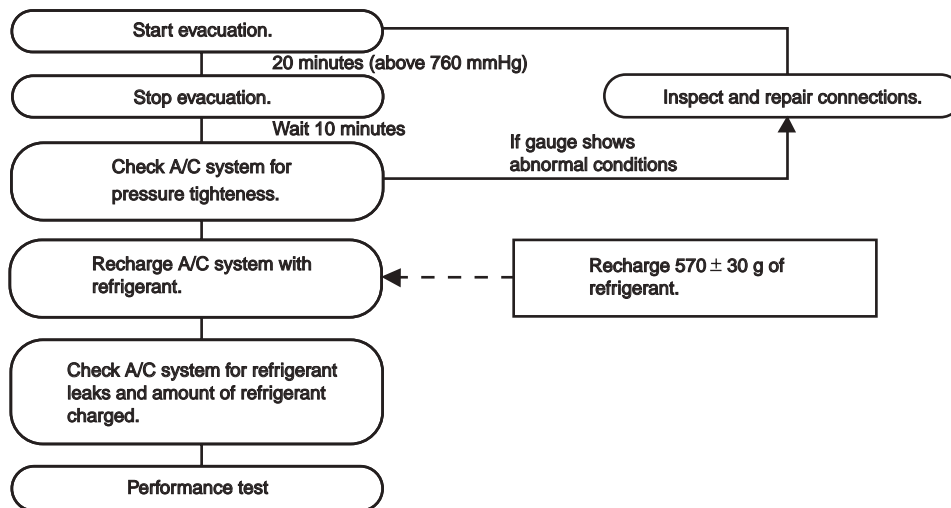 Start evacuation.
20 minutes (above 760 mmHg)
Stop evacuation.
Inspect and repair connections.
Wait 10 minutes
If gauge shows
abnormal conditions
Check A/C system for
pressure tighteness.
Recharge A/C system with
refrigerant.
Recharge 570 ± 30 g of
refrigerant.
Check A/C system for refrigerant
leaks and amount of refrigerant
charged.
Performance test